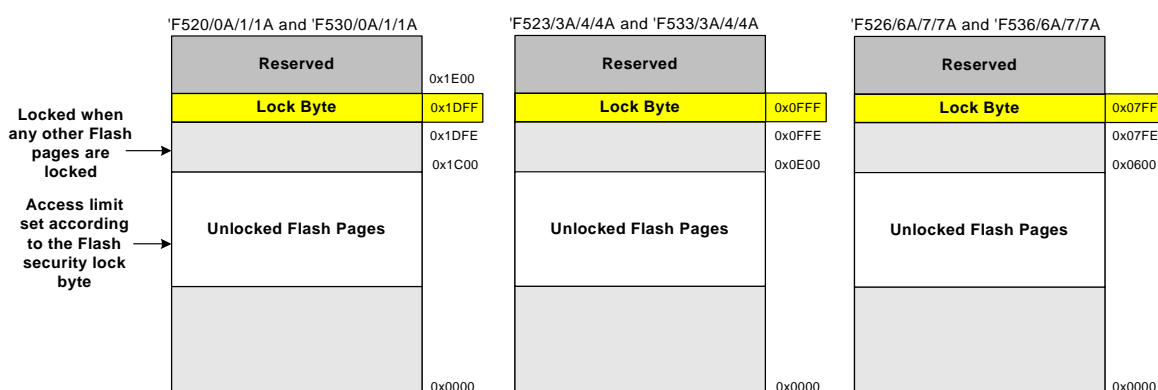 'F520/0A/1/1A and 'F530/0A/1/1A
'F523/3A/4/4A and 'F533/3A/4/4A
'F526/6A/7/7A and 'F536/6A/7/7A
Reserved
0x1E00
Lock Byte
0x1DFF
0x1DFE
0x1C00
Unlocked Flash Pages
0x0000
Locked when
any other Flash
pages are
locked
Access limit
set according
to the Flash
security lock
byte
Reserved
Lock Byte
0x0FFF
0x0FFE
0x0E00
Unlocked Flash Pages
0x0000
Reserved
Lock Byte
0x07FF
0x07FE
0x0600
Unlocked Flash Pages
0x0000